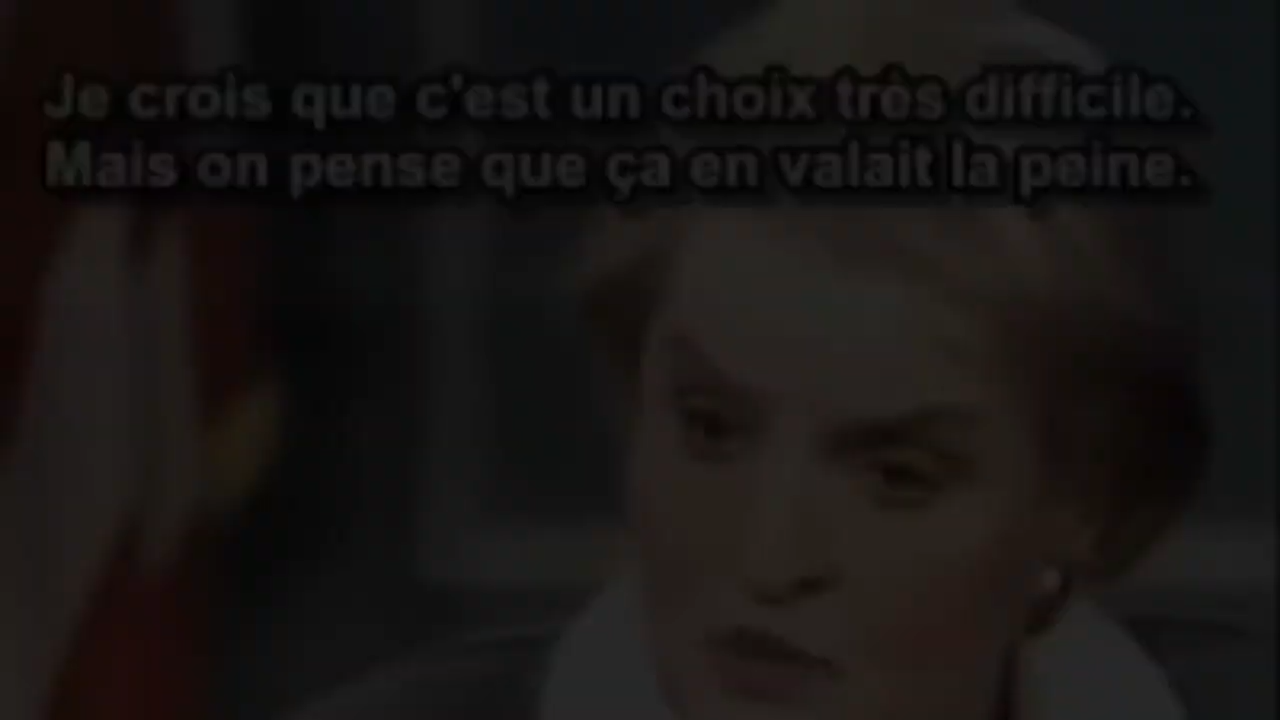 Je crois que c'est un choix très difficile.
Mais on pense que ça en valait la peine.